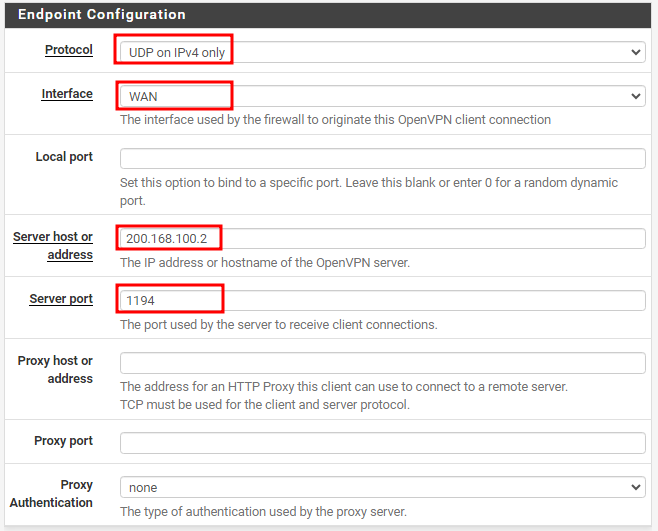 Endpoint Configuration
Protocol
UDP on IPv4 only
Interface
WAN
The interface used by the firewall to originate this OpenVPN client connection
Local port
Set this option to bind to a specific port. Leave this blank or enter 0 for a random dynamic
port.
Server host or
address
200.168.100.2
The IP address or hostname of the OpenVPN server.
Server port
1194
The port used by the server to receive client connections.
Proxy host or
address
The address for an HTTP Proxy this client can use to connect to a remote server.
TCP must be used for the client and server protocol.
Proxy port
Proxy
Authentication
none
The type of authentication used by the proxy server.